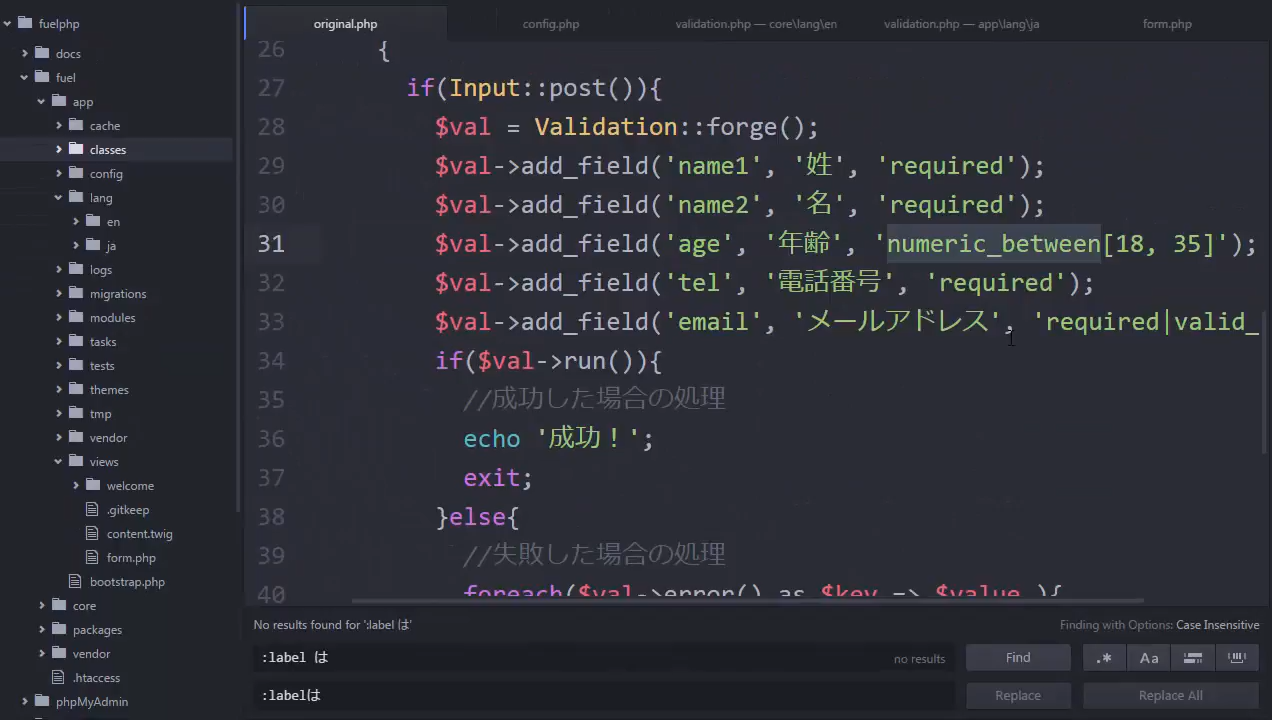 fuelphp
docs
fuel
app
cache
classes
config
lang
en
ja
logs
migrations
modules
tasks
tests
themes
tmp
vendor
views
welcome
.gitkeep
content.twig
form.php
bootstrap.php
core
packages
vendor
.htaccess
phpMyAdmin
original.php config.php validation.php — core\lang\en validation.php — app\lang\ja form.php
26 {
27 if(Input::post()){
28 $val = Validation::forge();
29 $val->add_field('name1', '姓', 'required');
30 $val->add_field('name2', '名', 'required');
31 $val->add_field('age', '年齢', 'numeric_between[18, 35]');
32 $val->add_field('tel', '電話番号', 'required');
33 $val->add_field('email', 'メールアドレス', 'required|valid_
34 if($val->run()){
35 //成功した場合の処理
36 echo '成功！';
37 exit;
38 }else{
39 //失敗した場合の処理
40 foreach($val->error() as $key => $value ){
No results found for ':label は' Finding with Options: Case Insensitive
:label は no results Find .* Aa
:labelは Replace Replace All